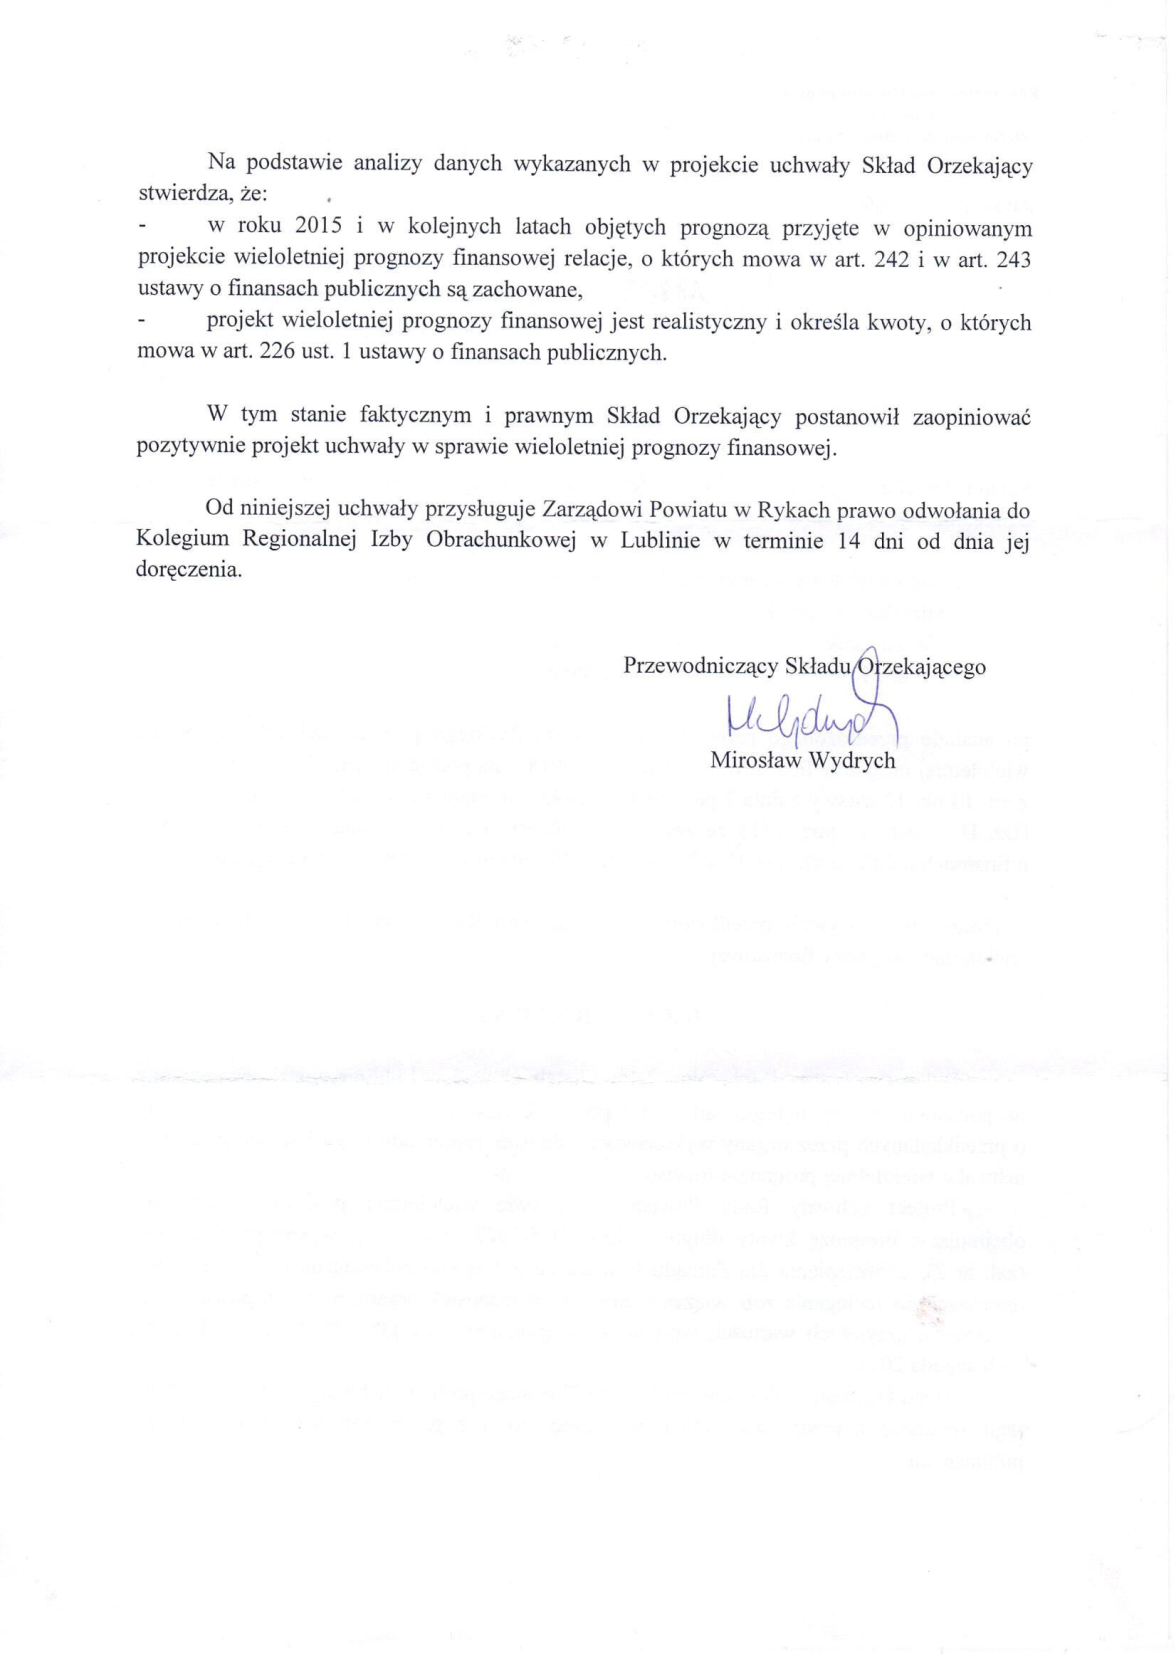 Na podstawie analizy danych wykazanych w projekcie uchwały Skład Orzekający
stwierdza, że:
- w roku 2015 i w kolejnych latach objętych prognozą przyjęte w opiniowanym
projekcie wieloletniej prognozy finansowej relacje, o których mowa w art. 242 i w art. 243
ustawy o finansach publicznych są zachowane,
- projekt wieloletniej prognozy finansowej jest realistyczny i określa kwoty, o których
mowa w art. 226 ust. 1 ustawy o finansach publicznych.
W tym stanie faktycznym i prawnym Skład Orzekający postanowił zaopiniować
pozytywnie projekt uchwały w sprawie wieloletniej prognozy finansowej.
Od niniejszej uchwały przysługuje Zarządowi Powiatu w Rykach prawo odwołania do
Kolegium Regionalnej Izby Obrachunkowej w Lublinie w terminie 14 dni od dnia jej
doręczenia.
Przewodniczący Składu Orzekającego
Mirosław Wydrych